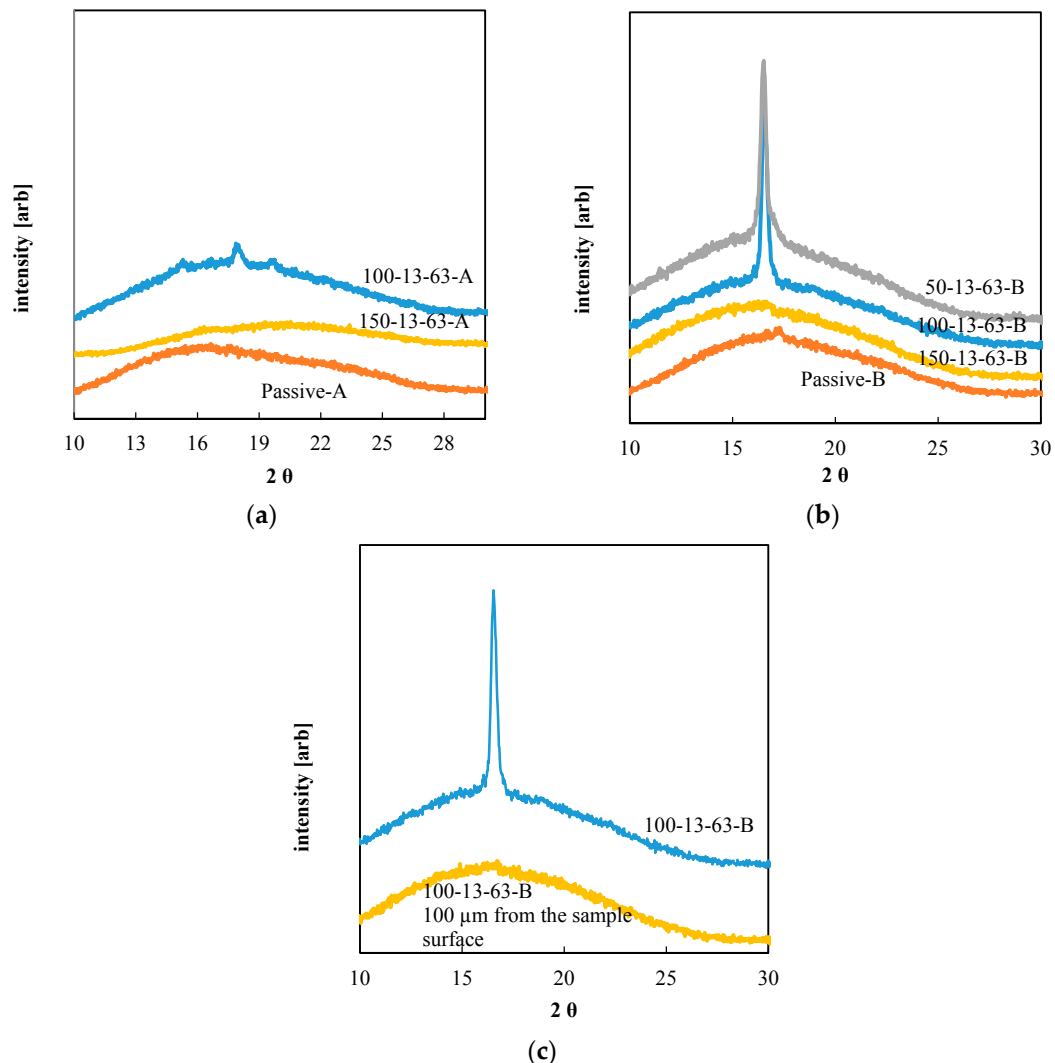 intensity [arb]
100-13-63-A
150-13-63-A
Passive-A
10 13 16 19 22 25 28
2 θ
(a)
intensity [arb]
50-13-63-B
100-13-63-B
150-13-63-B
Passive-B
10 15 20 25 30
2 θ
(b)
intensity [arb]
100-13-63-B
100-13-63-B
100 µm from the sample
surface
10 15 20 25 30
2 θ
(c)